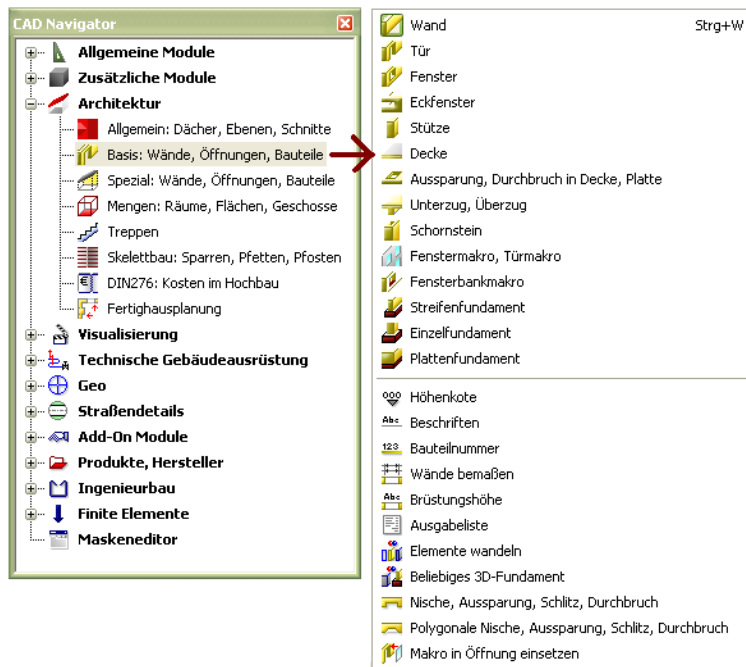 CAD Navigator
Allgemeine Module
Zusätzliche Module
Architektur
Allgemein: Dächer, Ebenen, Schnitte
Basis: Wände, Öffnungen, Bauteile
Spezial: Wände, Öffnungen, Bauteile
Mengen: Räume, Flächen, Geschosse
Treppen
Skelettbau: Sparren, Pfetten, Pfosten
DIN276: Kosten im Hochbau
Fertighausplanung
Visualisierung
Technische Gebäudeausrüstung
Geo
Straßendetails
Add-On Module
Produkte, Hersteller
Ingenieurbau
Finite Elemente
Maskeneditor
Wand Strg+W
Tür
Fenster
Eckfenster
Stütze
Decke
Aussparung, Durchbruch in Decke, Platte
Unterzug, Überzug
Schornstein
Fenstermakro, Türmakro
Fensterbankmakro
Streifenfundament
Einzelfundament
Plattenfundament
Höhenkote
Abc Beschriften
123 Bauteilnummer
Wände bemaßen
Abc Brüstungshöhe
Ausgabeliste
Elemente wandeln
Beliebiges 3D-Fundament
Nische, Aussparung, Schlitz, Durchbruch
Polygonale Nische, Aussparung, Schlitz, Durchbruch
Makro in Öffnung einsetzen